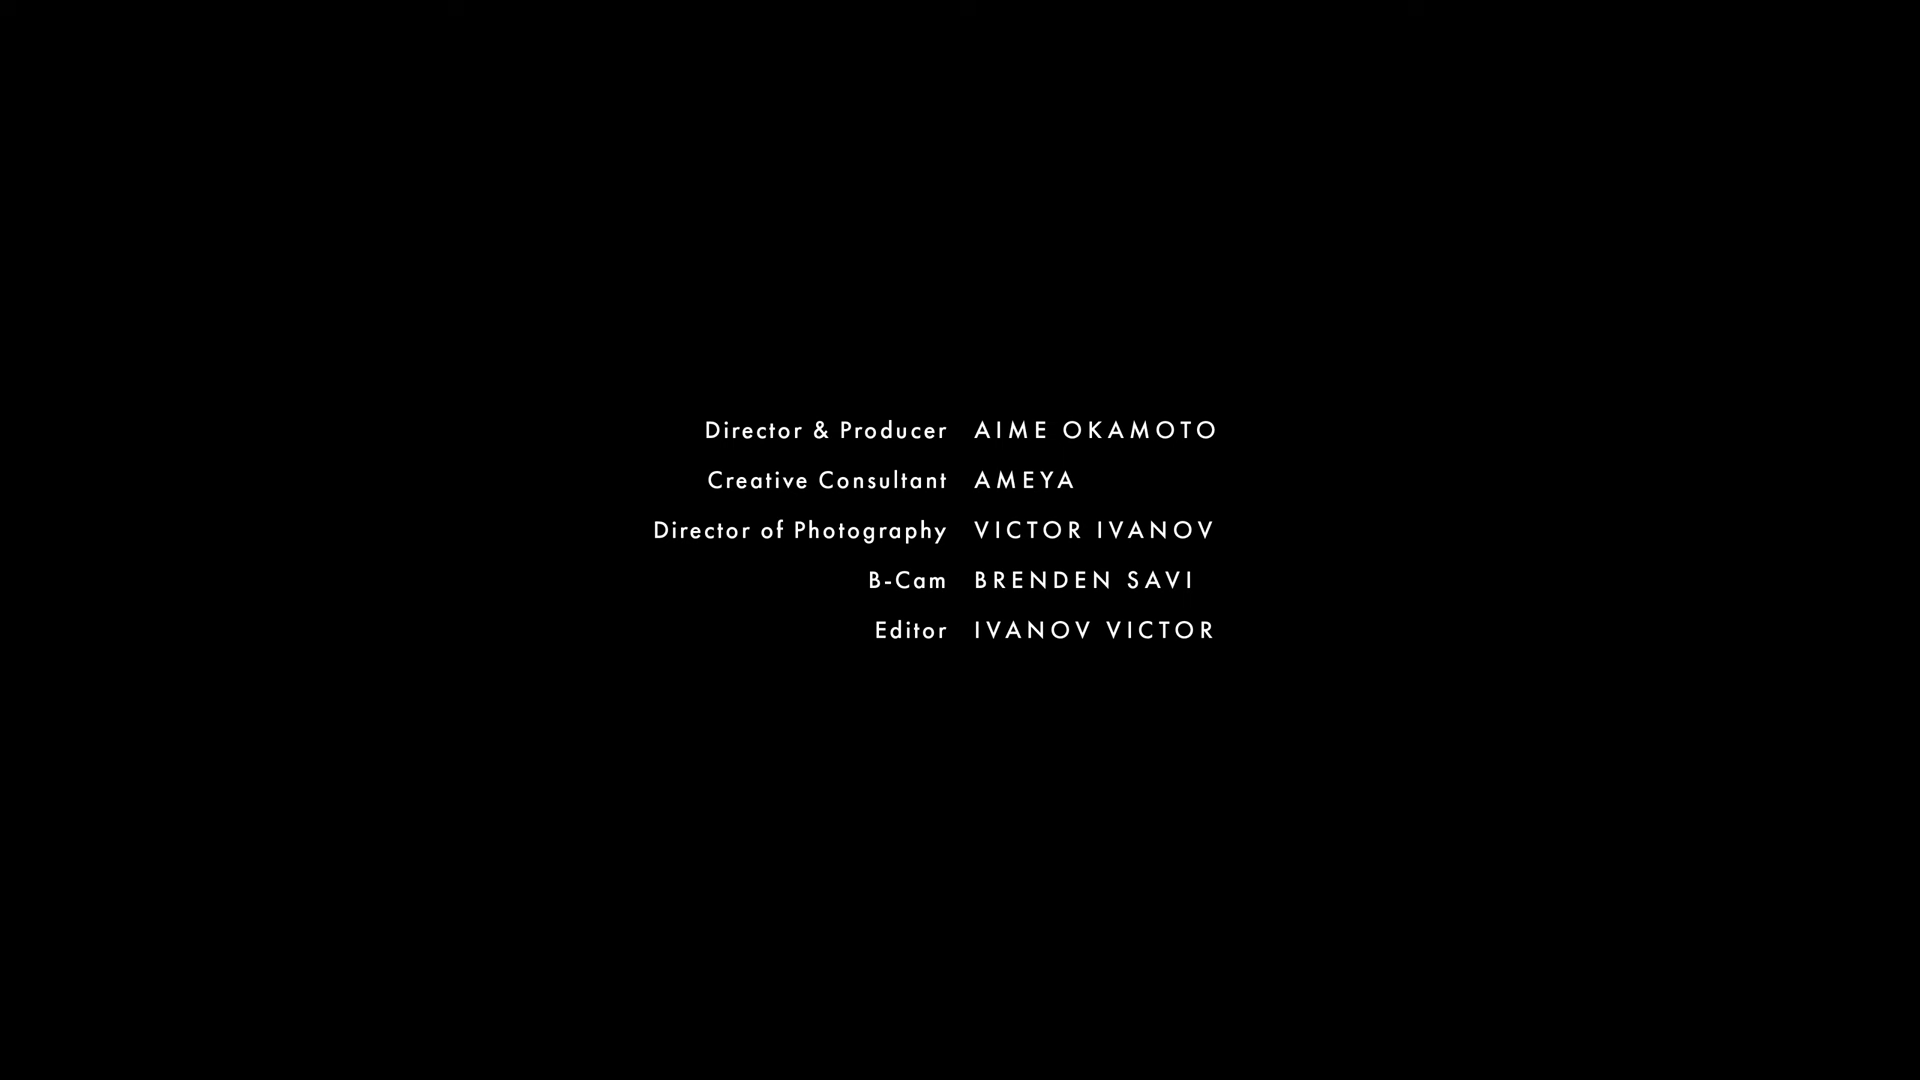 Director & Producer AIME OKAMOTO
Creative Consultant AMEYA
Director of Photography VICTOR IVANOV
B-Cam BRENDEN SAVI
Editor IVANOV VICTOR